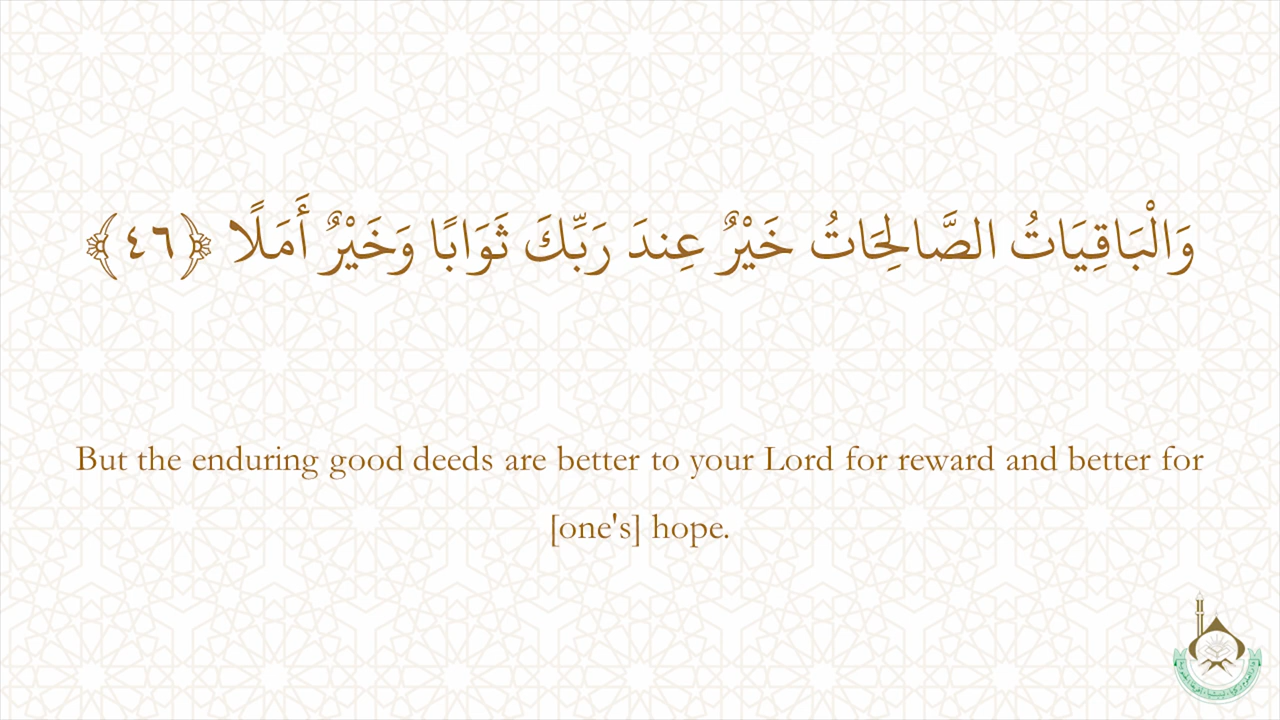 وَالْبَاقِيَاتُ الصَّالِحَاتُ خَيْرٌ عِندَ رَبِّكَ ثَوَابًا وَخَيْرٌ أَمَلًا ﴿٤٦﴾
But the enduring good deeds are better to your Lord for reward and better for
[one's] hope.